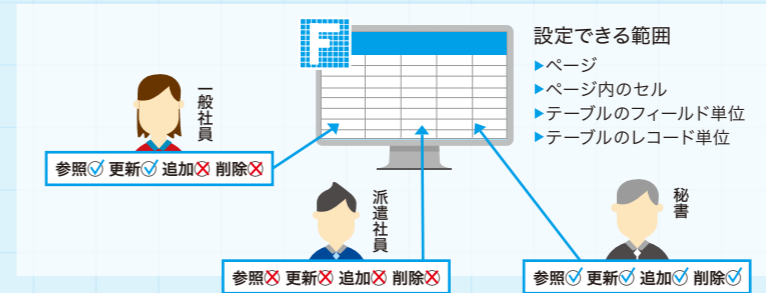 F
設定できる範囲
▶ページ
▶ページ内のセル
▶テーブルのフィールド単位
▶テーブルのレコード単位
一般社員
参照 更新 追加 削除
派遣社員
参照 更新 追加 削除
秘書
参照 更新 追加 削除